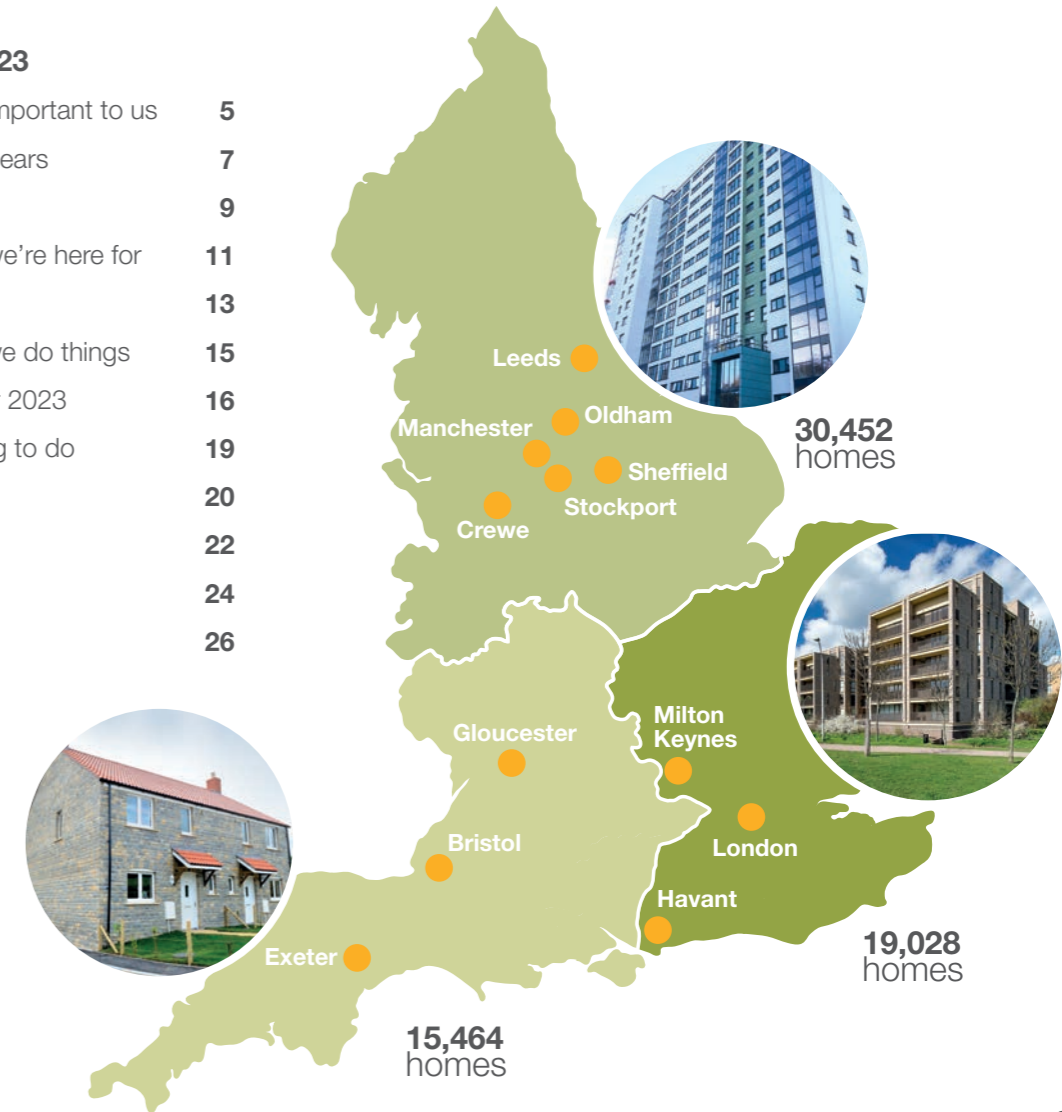 23
mportant to us 5
ears 7
9
we’re here for 11
13
we do things 15
2023 16
g to do 19
20
22
24
26
Leeds
Oldham
Manchester
Sheffield
Stockport
Crewe
30,452
homes
Milton
Keynes
Gloucester
London
Bristol
Havant
Exeter
19,028
homes
15,464
homes